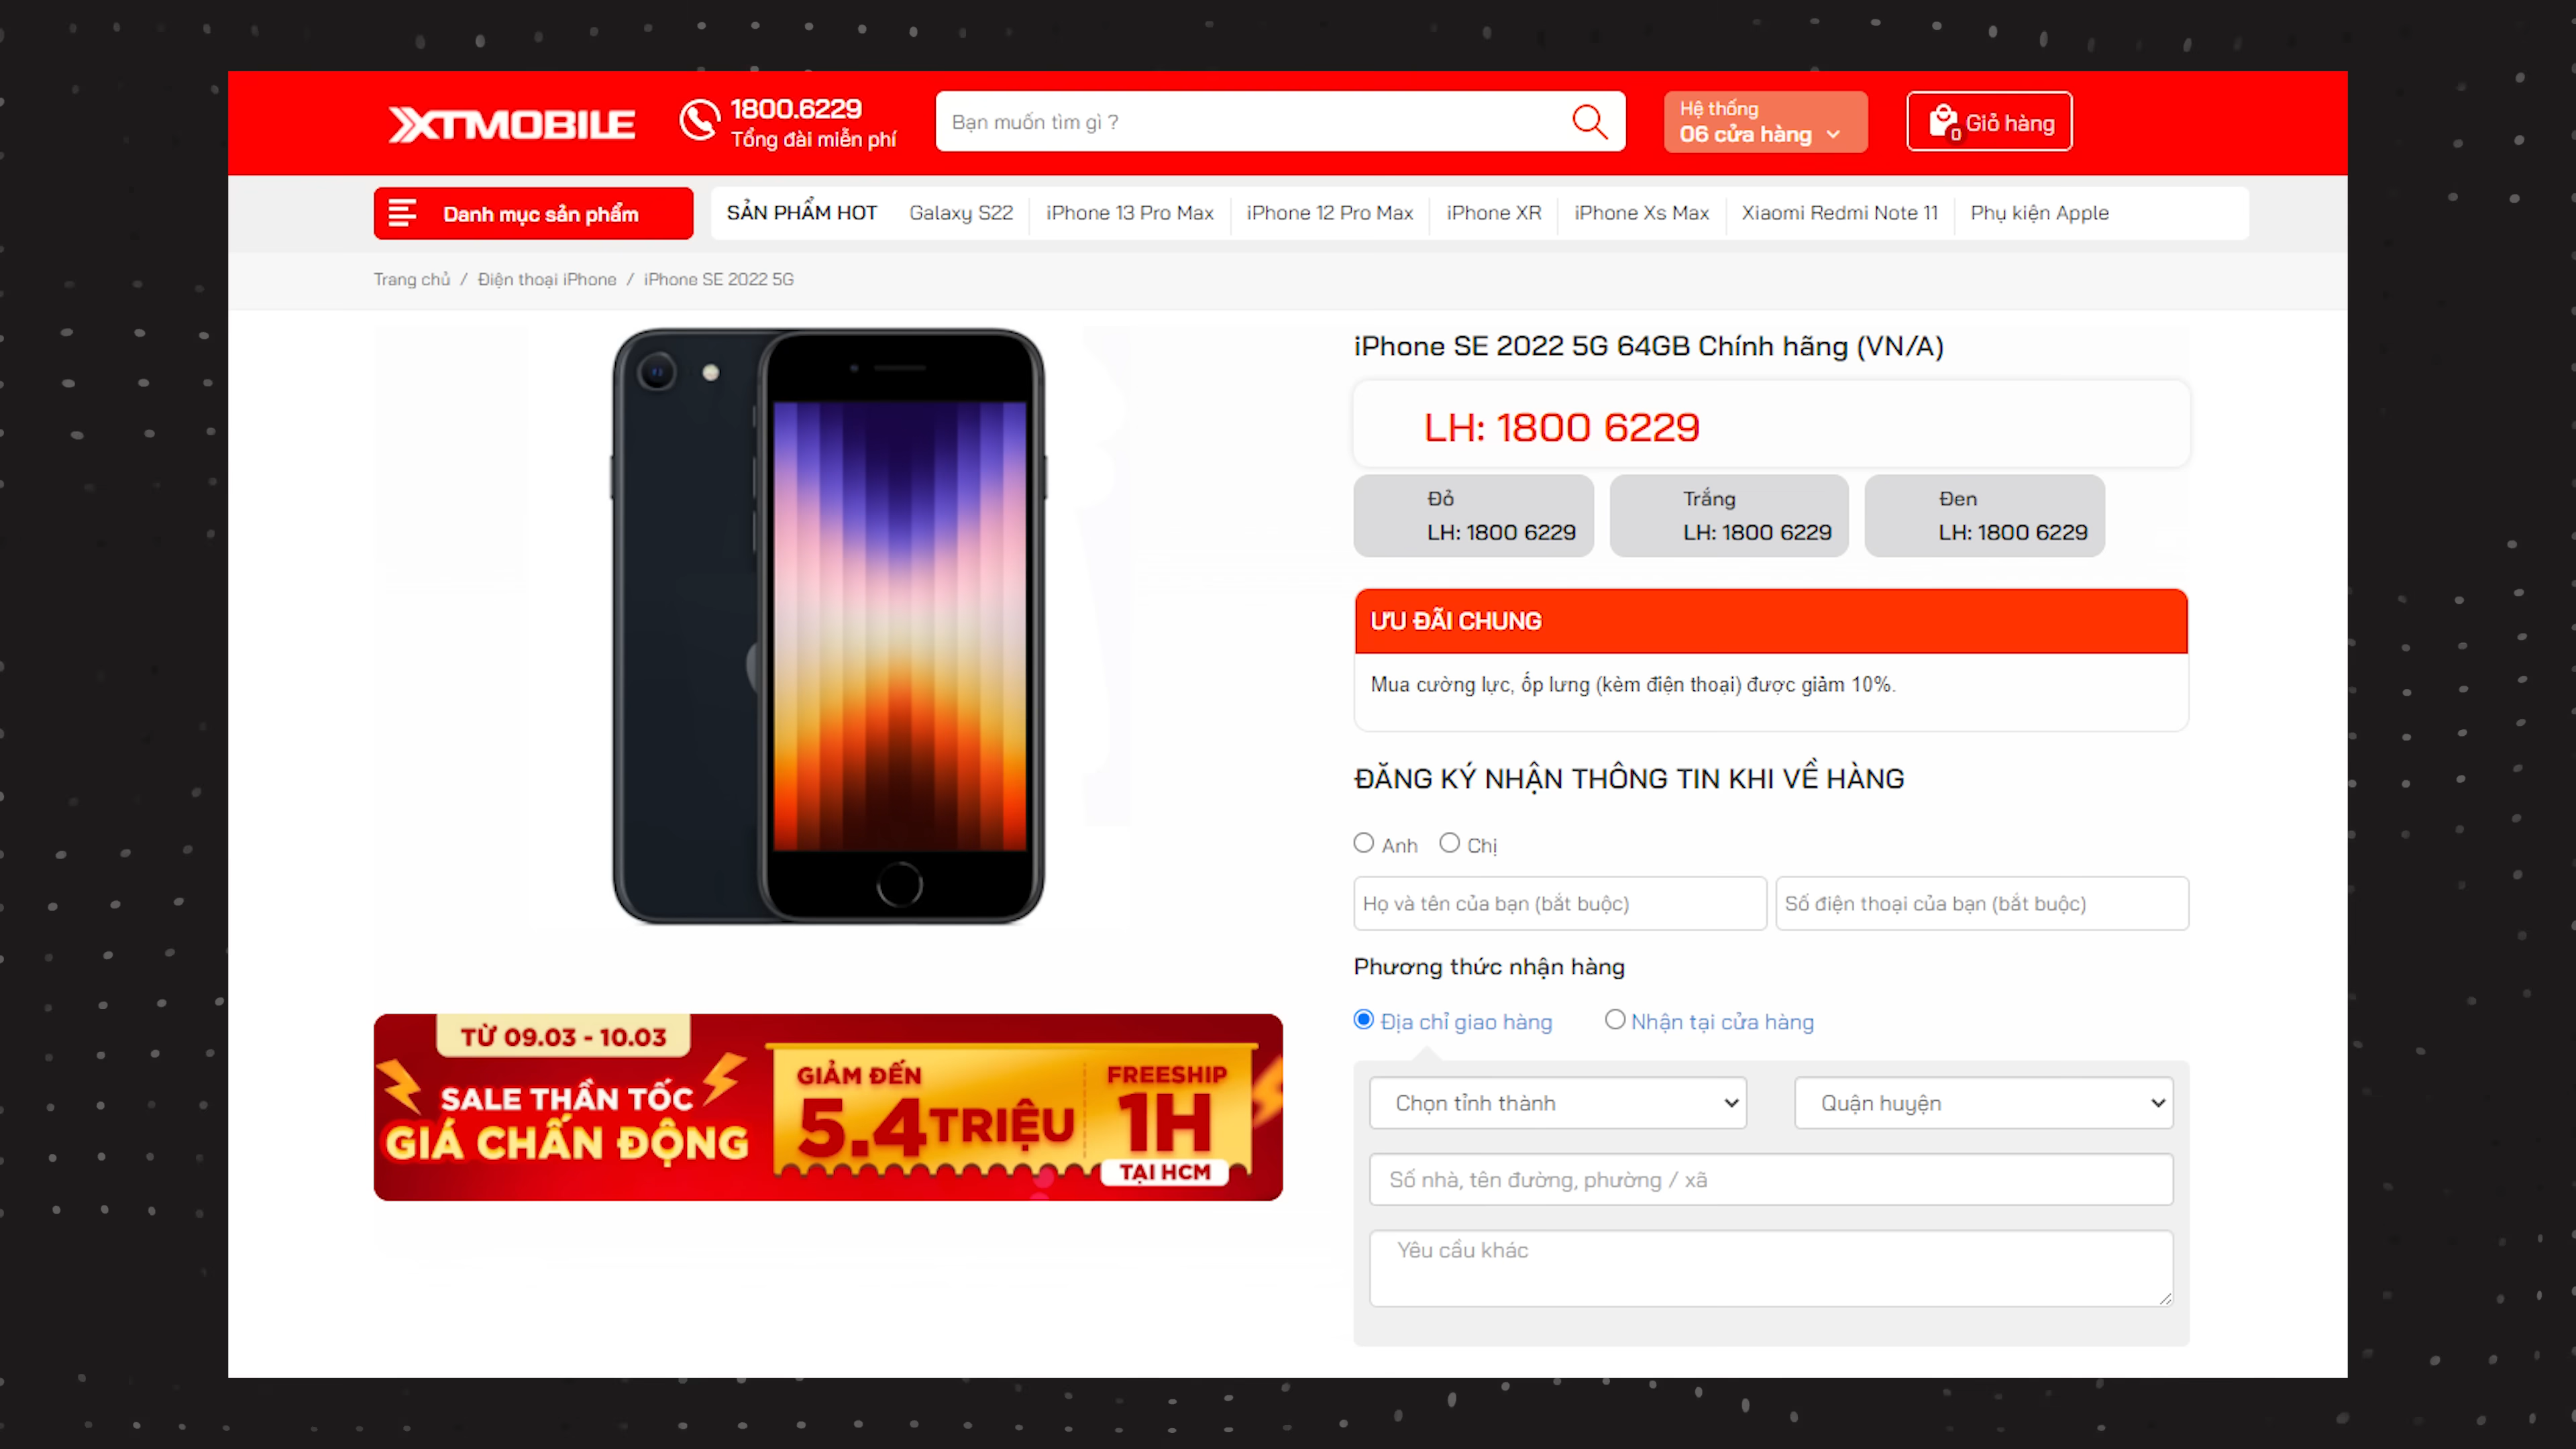 XTMOBILE
1800.6229
Tổng đài miễn phí
Bạn muốn tìm gì ?
Hệ thống
06 cửa hàng
0
Giỏ hàng
Danh mục sản phẩm
SẢN PHẨM HOT
Galaxy S22
iPhone 13 Pro Max
iPhone 12 Pro Max
iPhone XR
iPhone Xs Max
Xiaomi Redmi Note 11
Phụ kiện Apple
Trang chủ / Điện thoại iPhone / iPhone SE 2022 5G
iPhone SE 2022 5G 64GB Chính hãng (VN/A)
LH: 1800 6229
Đỏ
LH: 1800 6229
Trắng
LH: 1800 6229
Đen
LH: 1800 6229
ƯU ĐÃI CHUNG
Mua cường lực, ốp lưng (kèm điện thoại) được giảm 10%.
ĐĂNG KÝ NHẬN THÔNG TIN KHI VỀ HÀNG
Anh
Chị
Họ và tên của bạn (bắt buộc)
Số điện thoại của bạn (bắt buộc)
Phương thức nhận hàng
Địa chỉ giao hàng
Nhận tại cửa hàng
Chọn tỉnh thành
Quận huyện
Số nhà, tên đường, phường / xã
Yêu cầu khác
TỪ 09.03 - 10.03
SALE THẦN TỐC
GIÁ CHẤN ĐỘNG
GIẢM ĐẾN
5.4 TRIỆU
FREESHIP
1H
TẠI HCM